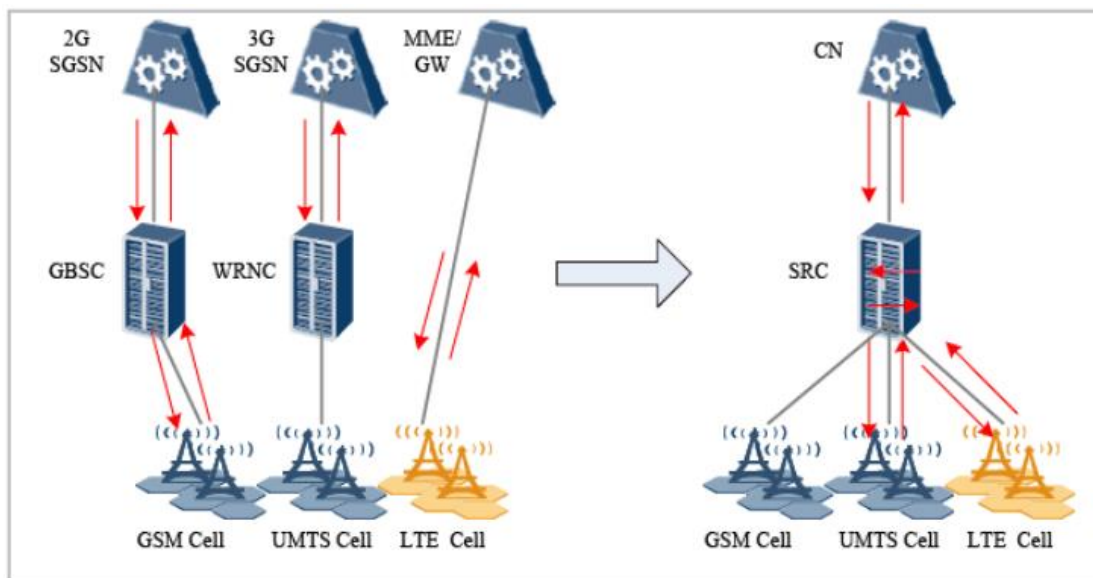 2G
SGSN
3G
SGSN
MME/
GW
CN
GBSC
WRNC
SRC
GSM Cell
UMTS Cell
LTE Cell
GSM Cell
UMTS Cell
LTE Cell